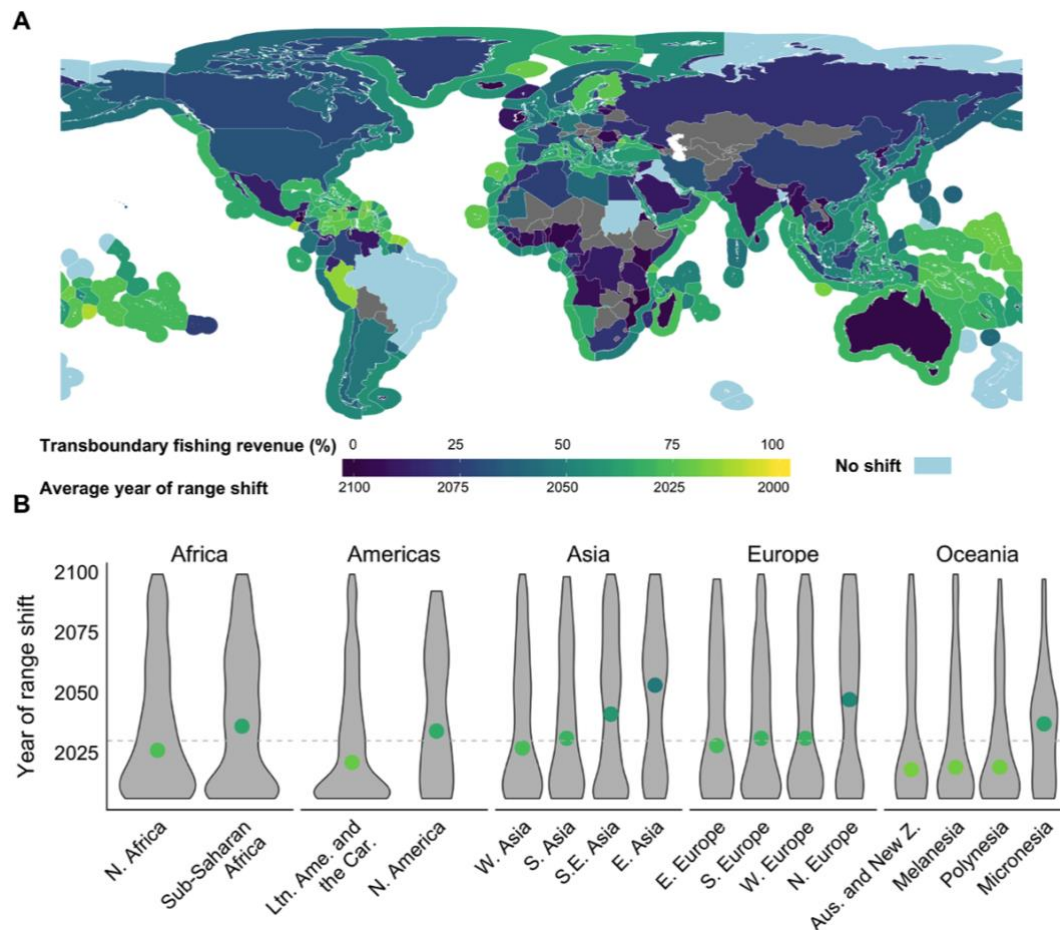 A
Transboundary fishing revenue (%) 0 25 50 75 100
No shift
Average year of range shift 2100 2075 2050 2025 2000
B
Africa Americas Asia Europe Oceania
2100
2075
2050
2025
Year of range shift
N. Africa
Sub-Saharan
Africa
Ltn. Ame. and
the Car.
N. America
W. Asia
S. Asia
S.E. Asia
E. Asia
E. Europe
S. Europe
W. Europe
N. Europe
Aus. and New Z.
Melanesia
Polynesia
Micronesia